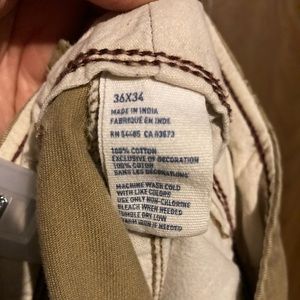 36X34
MADE IN INDIA
FABRIQUÉ EN INDE
RN 54485 CA 03673
100% COTTON
EXCLUSIVE OF DECORATION
100% COTON
SANS LES DECORATIONS
MACHINE WASH COLD
WITH LIKE COLORS
USE ONLY NON-CHLORINE
BLEACH WHEN NEEDED
TUMBLE DRY LOW
WARM IRON IF NEEDED